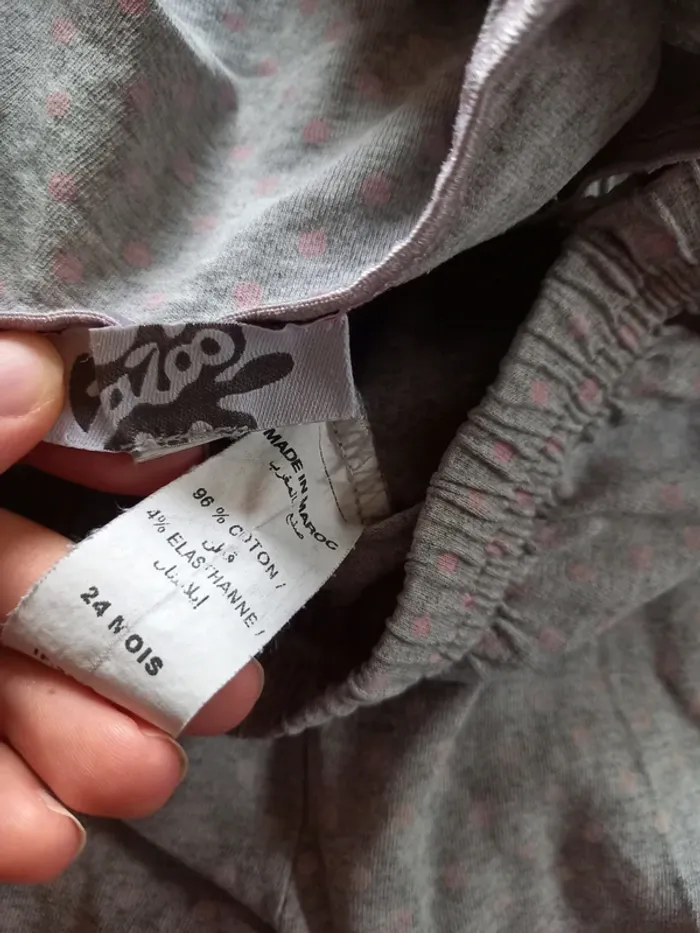 MADE IN MAROC
صنع بالمغرب
96 % COTON /
قطن
4% ELASTHANNE /
إيلاستان
24 MOIS